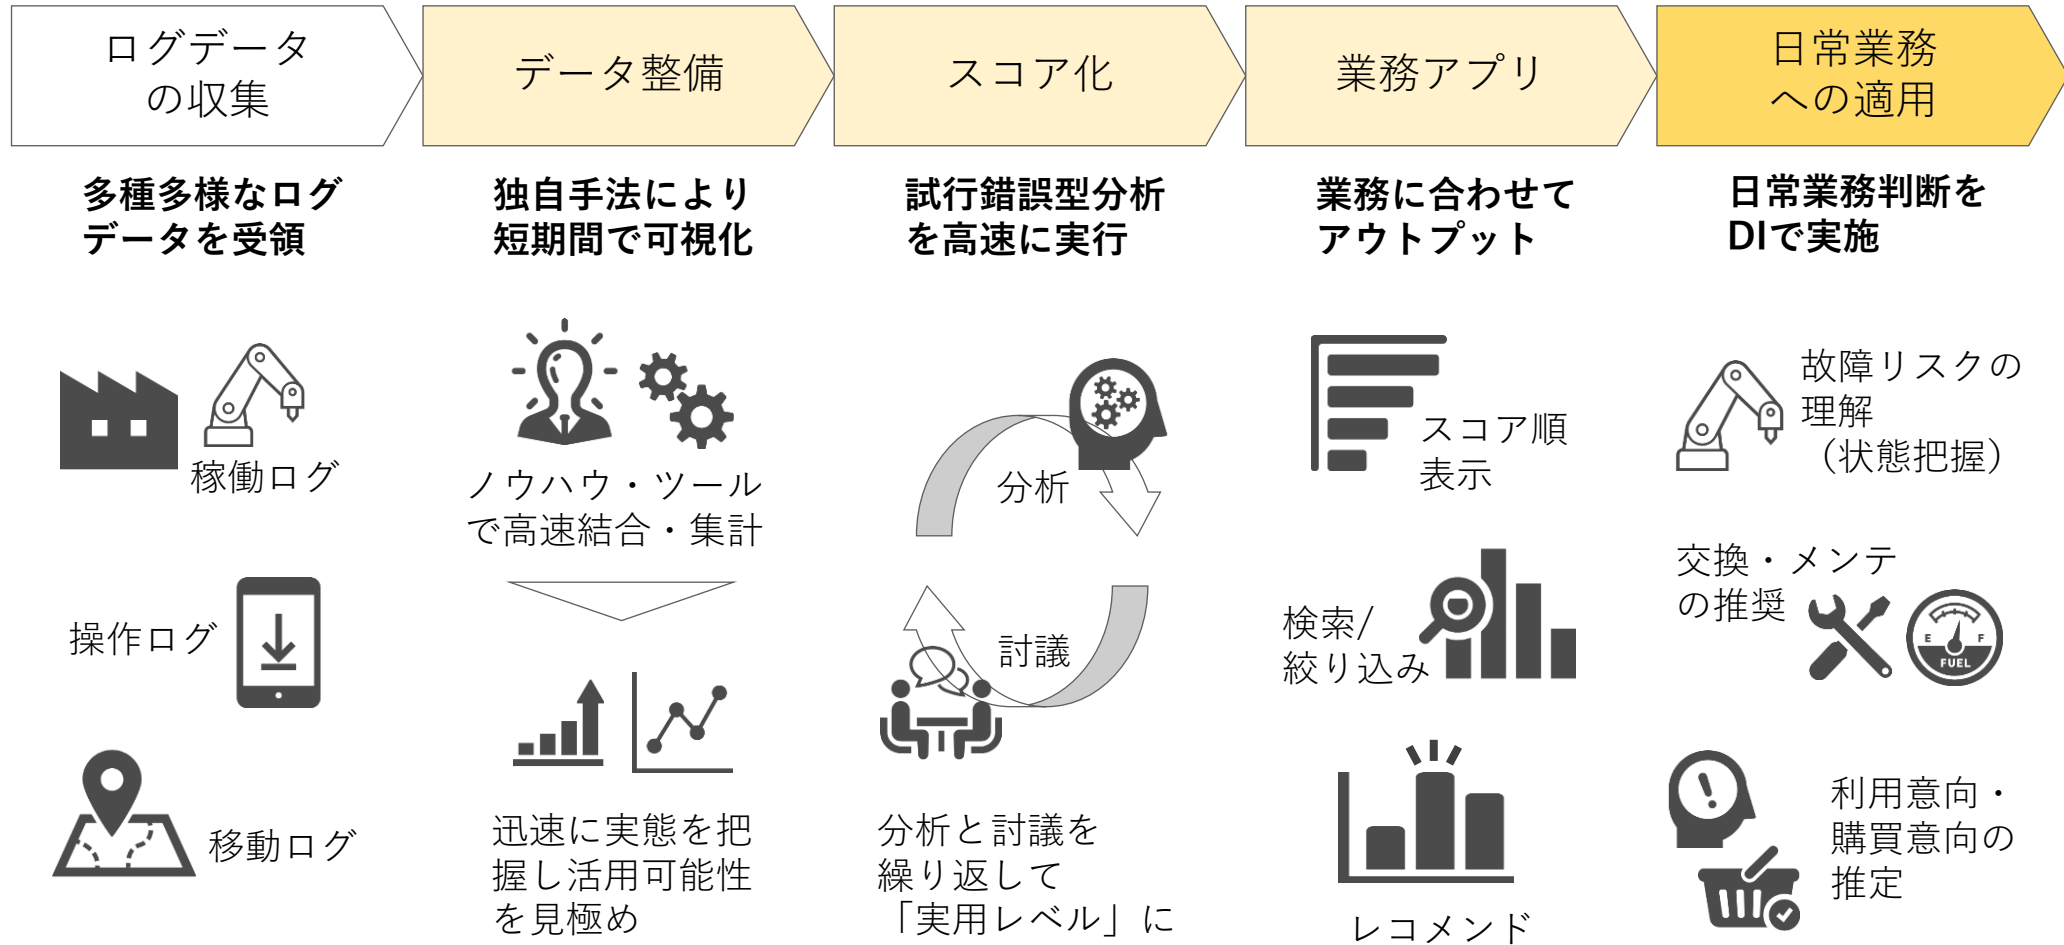 ログデータ
の収集
データ整備
スコア化
業務アプリ
日常業務
への適用
多種多様なログ
データを受領
独自手法により
短期間で可視化
試行錯誤型分析
を高速に実行
業務に合わせて
アウトプット
日常業務判断を
DIで実施
稼働ログ
操作ログ
移動ログ
ノウハウ・ツール
で高速結合・集計
迅速に実態を把
握し活用可能性
を見極め
分析
討議
分析と討議を
繰り返して
「実用レベル」に
スコア順
表示
検索/
絞り込み
レコメンド
故障リスクの
理解
（状態把握）
交換・メンテ
の推奨
E F
FUEL
利用意向・
購買意向の
推定